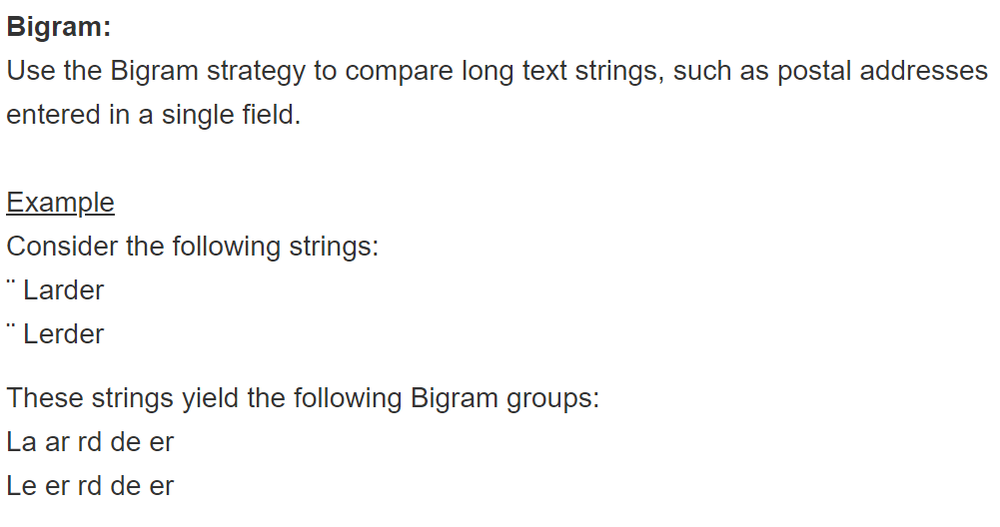 Bigram:
Use the Bigram strategy to compare long text strings, such as postal addresses
entered in a single field.
Example
Consider the following strings:
¨ Larder
¨ Lerder
These strings yield the following Bigram groups:
La ar rd de er
Le er rd de er